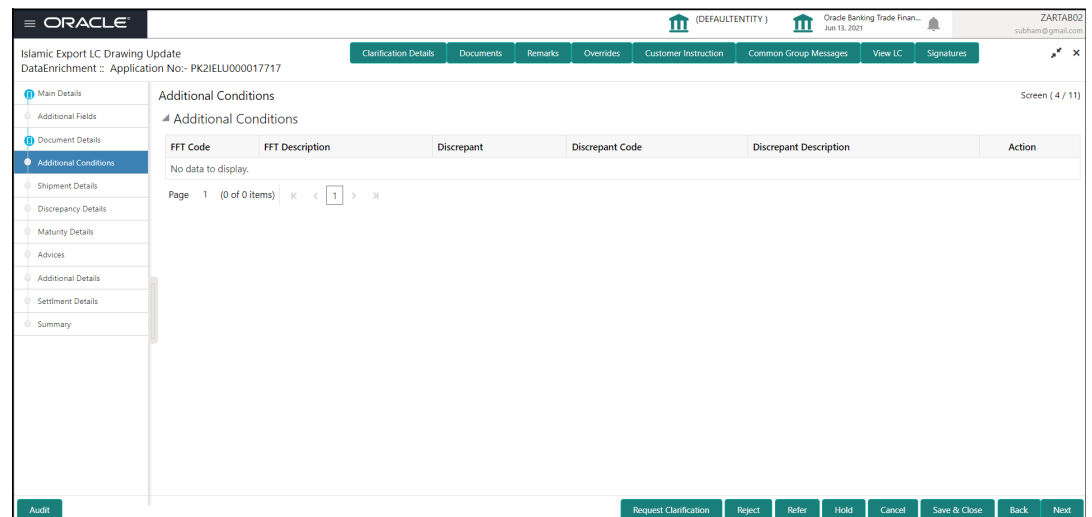 ORACLE
(DEFAULTENTITY )
Oracle Banking Trade Finan...
Jun 13, 2021
ZARTAB02
subham@gmail.com
Islamic Export LC Drawing Update
DataEnrichment :: Application No:- PK2IELU000017717
Clarification Details
Documents
Remarks
Overrides
Customer Instruction
Common Group Messages
View LC
Signatures
Main Details
Additional Fields
Document Details
Additional Conditions
Shipment Details
Discrepancy Details
Maturity Details
Advices
Additional Details
Settlment Details
Summary
Additional Conditions
Screen ( 4 / 11)
Additional Conditions
FFT Code FFT Description Discrepant Discrepant Code Discrepant Description Action
No data to display.
Page 1 (0 of 0 items) 1
Audit
Request Clarification
Reject
Refer
Hold
Cancel
Save & Close
Back
Next